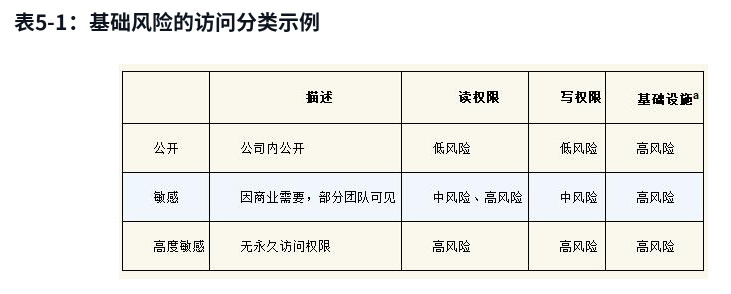 表5-1：基础风险的访问分类示例
描述 读权限 写权限 基础设施a
公开 公司内公开 低风险 低风险 高风险
敏感 因商业需要，部分团队可见 中风险、高风险 中风险 高风险
高度敏感 无永久访问权限 高风险 高风险 高风险